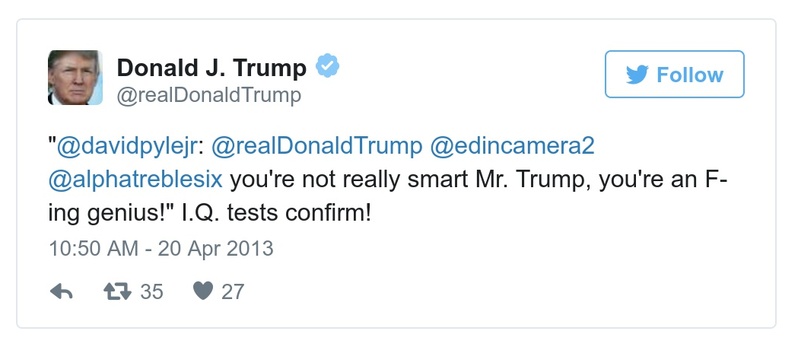 Donald J. Trump
@realDonaldTrump
Follow
"@davidpylejr: @realDonaldTrump @edincamera2
@alphatreblesix you're not really smart Mr. Trump, you're an F-
ing genius!" I.Q. tests confirm!
10:50 AM - 20 Apr 2013
35
27